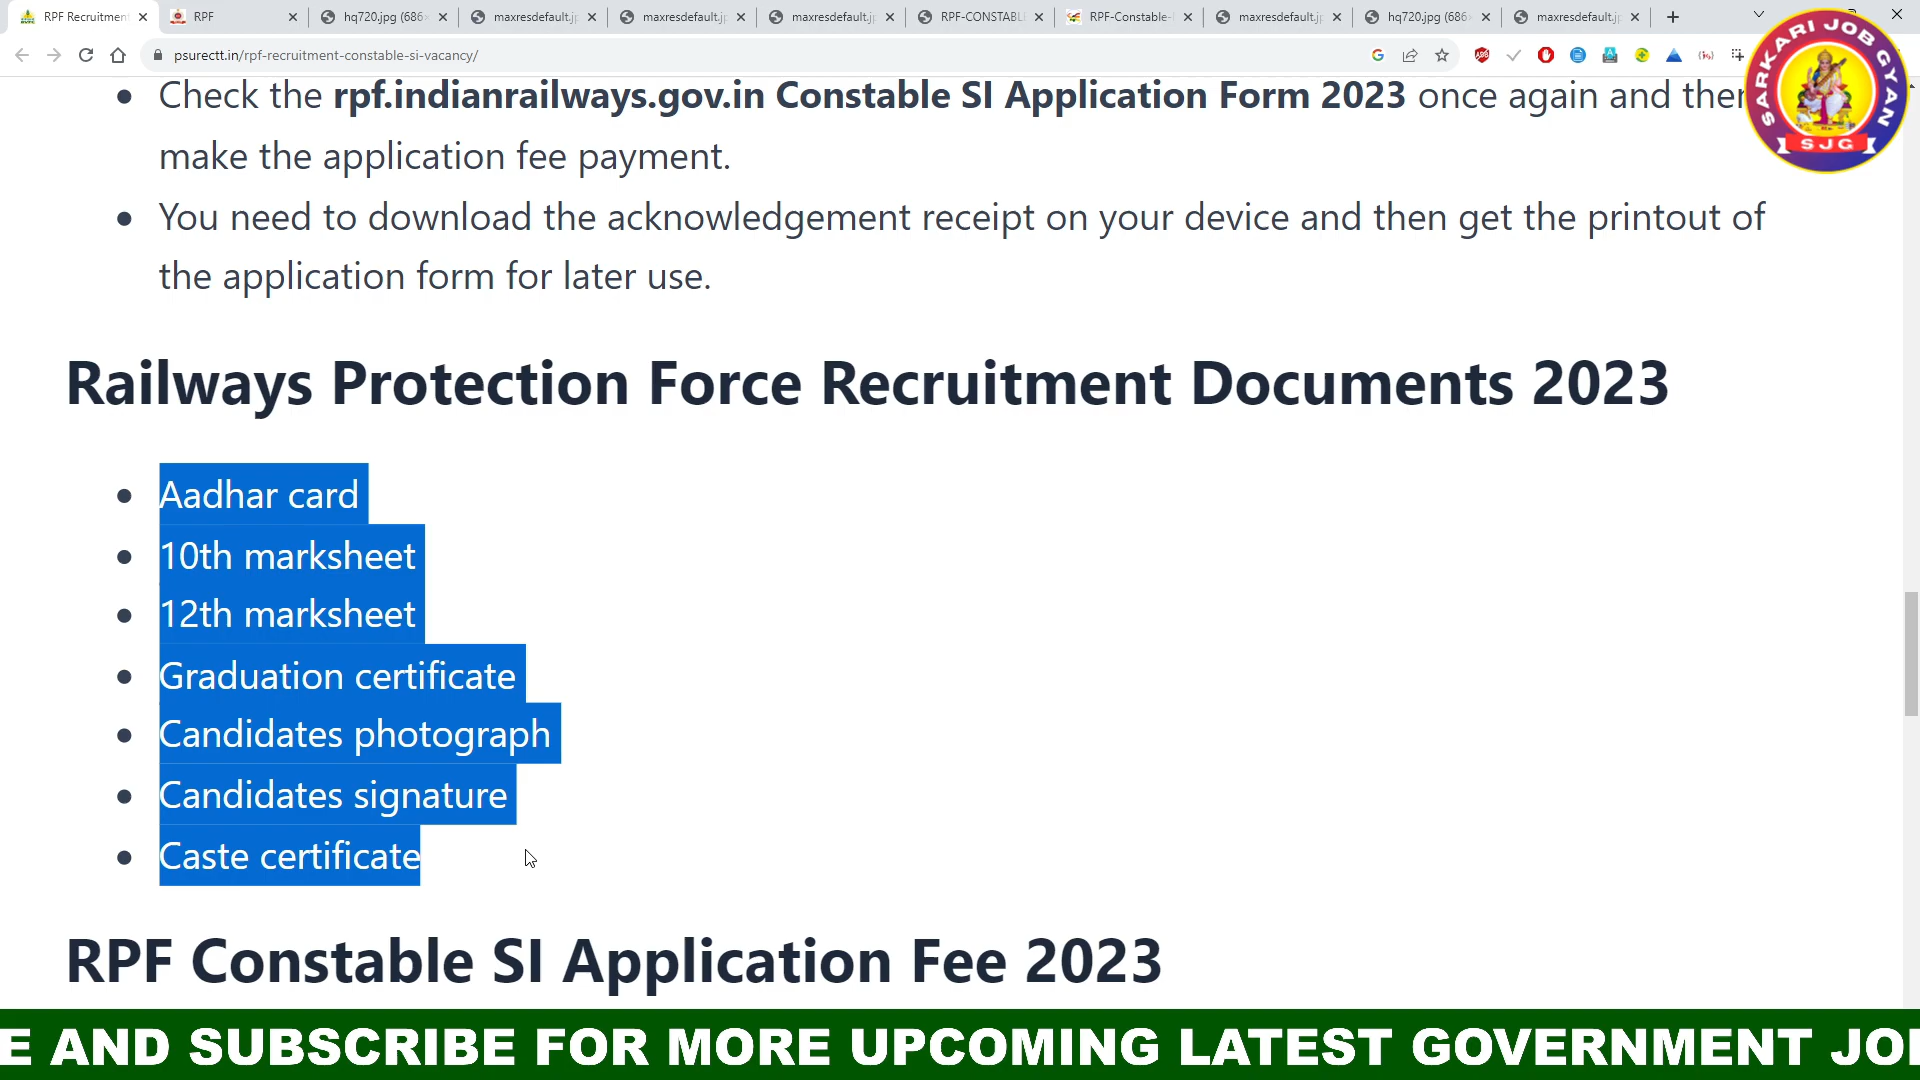 RPF Recruitment
RPF
hq720.jpg (686×
maxresdefault.jp
maxresdefault.jp
maxresdefault.jp
RPF-CONSTABL
RPF-Constable-
maxresdefault.jp
hq720.jpg (686
maxresdefault.jp
psurectt.in/rpf-recruitment-constable-si-vacancy/
SARKARI JOB GYAN
SJG
• Check the rpf.indianrailways.gov.in Constable SI Application Form 2023 once again and then
make the application fee payment.
• You need to download the acknowledgement receipt on your device and then get the printout of
the application form for later use.
Railways Protection Force Recruitment Documents 2023
• Aadhar card
• 10th marksheet
• 12th marksheet
• Graduation certificate
• Candidates photograph
• Candidates signature
• Caste certificate
RPF Constable SI Application Fee 2023
E AND SUBSCRIBE FOR MORE UPCOMING LATEST GOVERNMENT JO